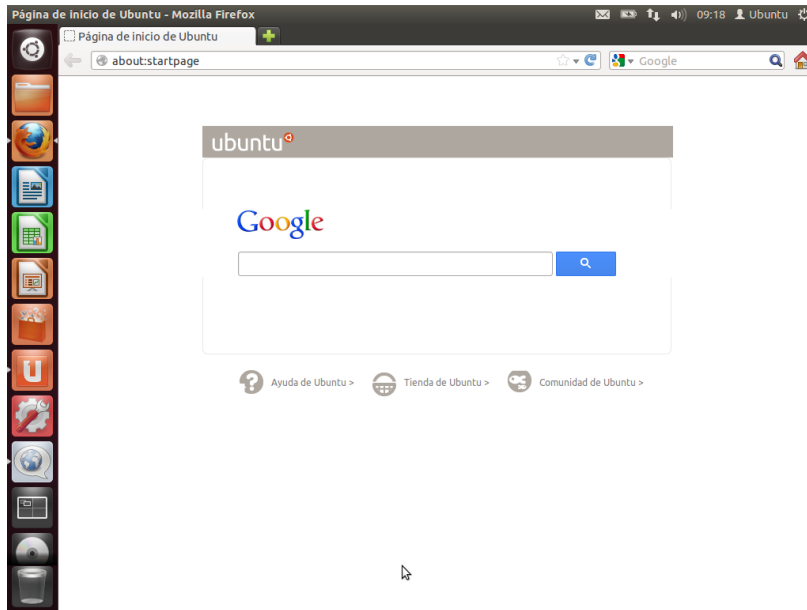 Página de inicio de Ubuntu - Mozilla Firefox
09:18 Ubuntu
Página de inicio de Ubuntu
about:startpage
Google
ubuntu
Google
Ayuda de Ubuntu >
Tienda de Ubuntu >
Comunidad de Ubuntu >